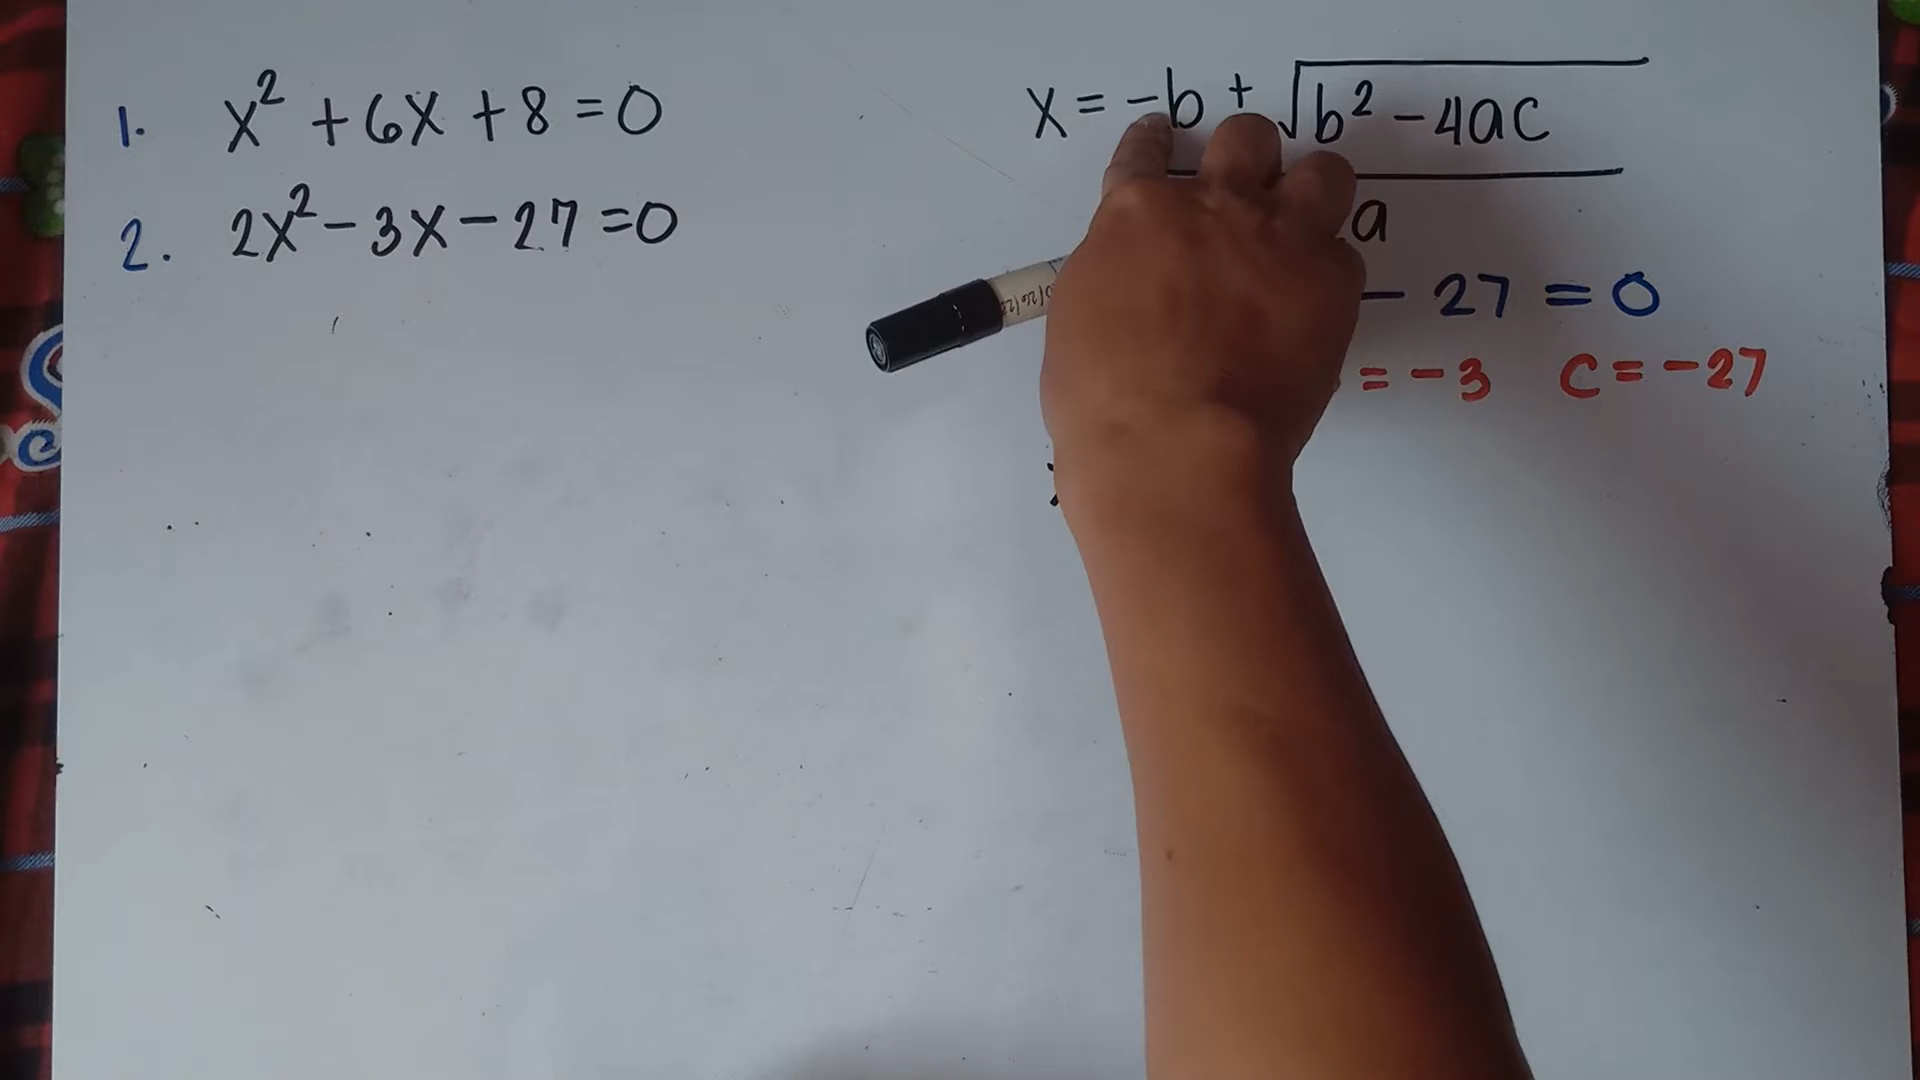 1. x² + 6x + 8 = 0
2. 2x² - 3x - 27 = 0
x = -b + √b² - 4ac
a
- 27 = 0
= -3 c = -27